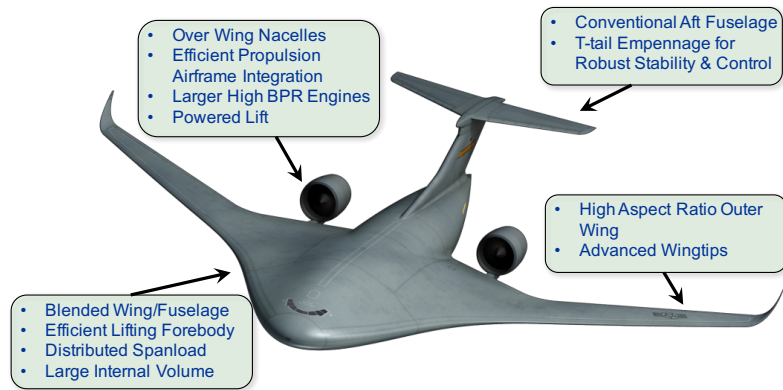 • Over Wing Nacelles
• Efficient Propulsion
Airframe Integration
• Larger High BPR Engines
• Powered Lift
• Conventional Aft Fuselage
• T-tail Empennage for
Robust Stability & Control
• High Aspect Ratio Outer
Wing
• Advanced Wingtips
• Blended Wing/Fuselage
• Efficient Lifting Forebody
• Distributed Spanload
• Large Internal Volume